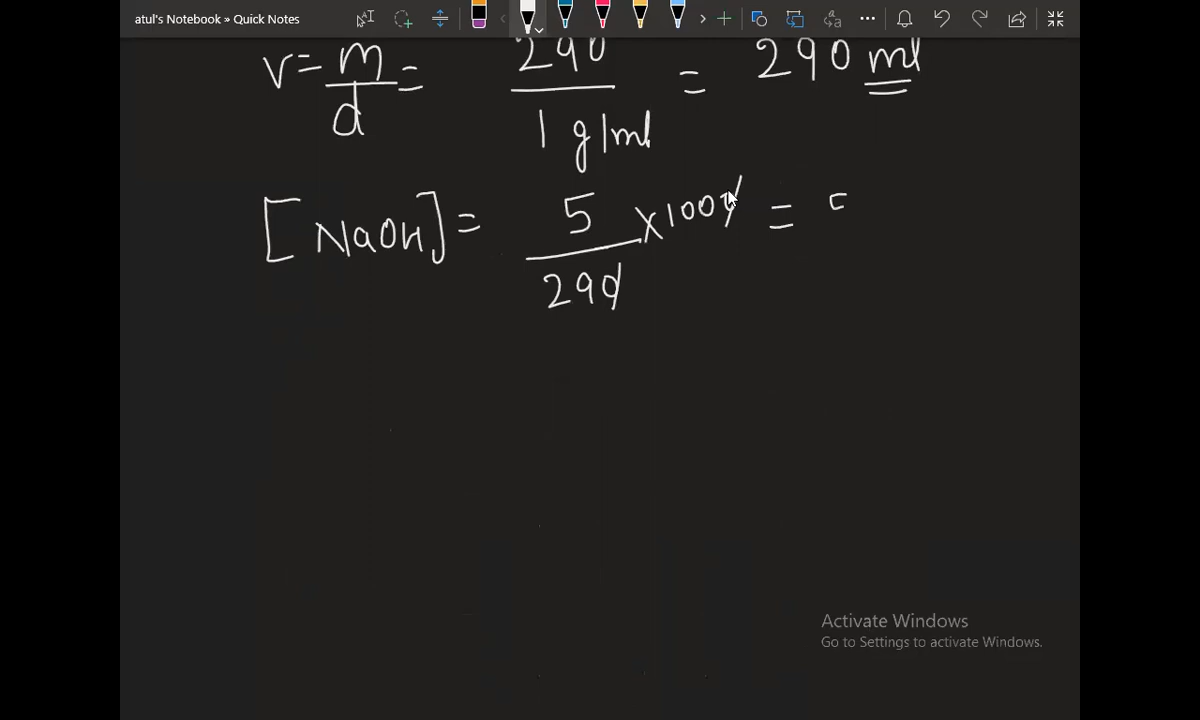 atul's Notebook » Quick Notes
v = m/d = 290/1 g/ml = 290 ml
[NaOH] = 5/290 x1000 =
Activate Windows
Go to Settings to activate Windows.